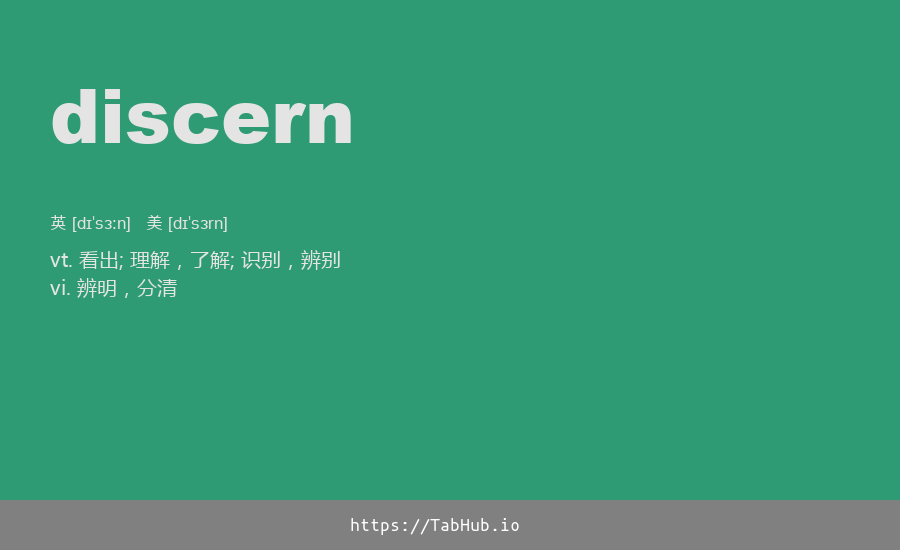 discern
英 [dɪˈsɜːn] 美 [dɪˈsɜrn]
vt. 看出; 理解，了解; 识别，辨别
vi. 辨明，分清
https://TabHub.io